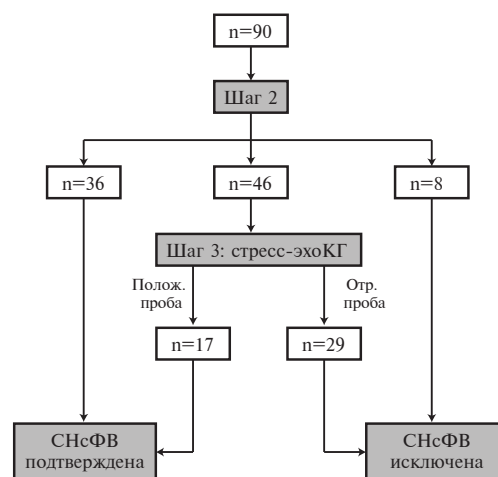 n=90
Шаг 2
n=36
n=46
n=8
Шаг 3: стресс-эхоКГ
Полож.
проба
Отр.
проба
n=17
n=29
СНсФВ
подтверждена
СНсФВ
исключена